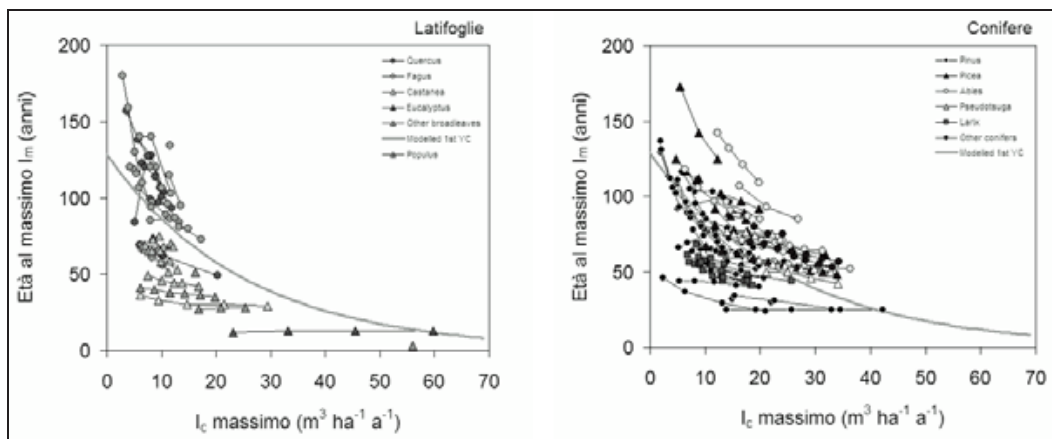 Latifoglie
Età al massimo Iₘ (anni)
200
150
100
50
0
Quercus
Fagus
Castanea
Eucalyptus
Other broadleaves
Modelled 1st YC
Populus
0 10 20 30 40 50 60 70
I꜀ massimo (m³ ha⁻¹ a⁻¹)
Conifere
Età al massimo Iₘ (anni)
200
150
100
50
0
Pinus
Picea
Abies
Pseudotsuga
Larix
Other conifers
Modelled 1st YC
0 10 20 30 40 50 60 70
I꜀ massimo (m³ ha⁻¹ a⁻¹)